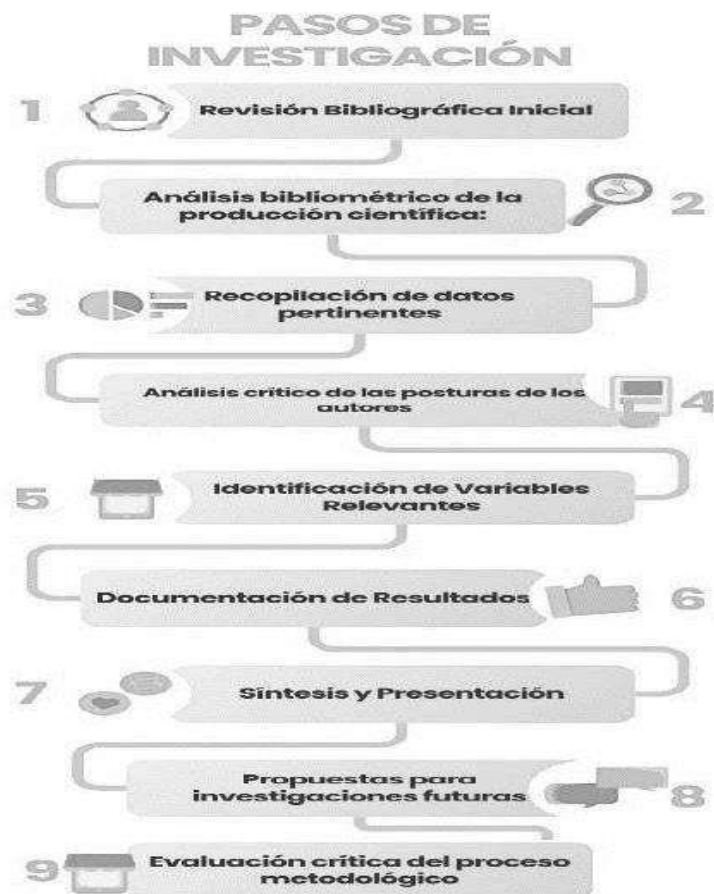 PASOS DE
INVESTIGACIÓN
1 Revisión Bibliográfica Inicial
Análisis bibliométrico de la
producción científica:
2
3 Recopilación de datos
pertinentes
Análisis crítico de las posturas de los
autores
4
5 Identificación de Variables
Relevantes
Documentación de Resultados 6
7 Síntesis y Presentación
Propuestas para
investigaciones futuras
8
9 Evaluación crítica del proceso
metodológico